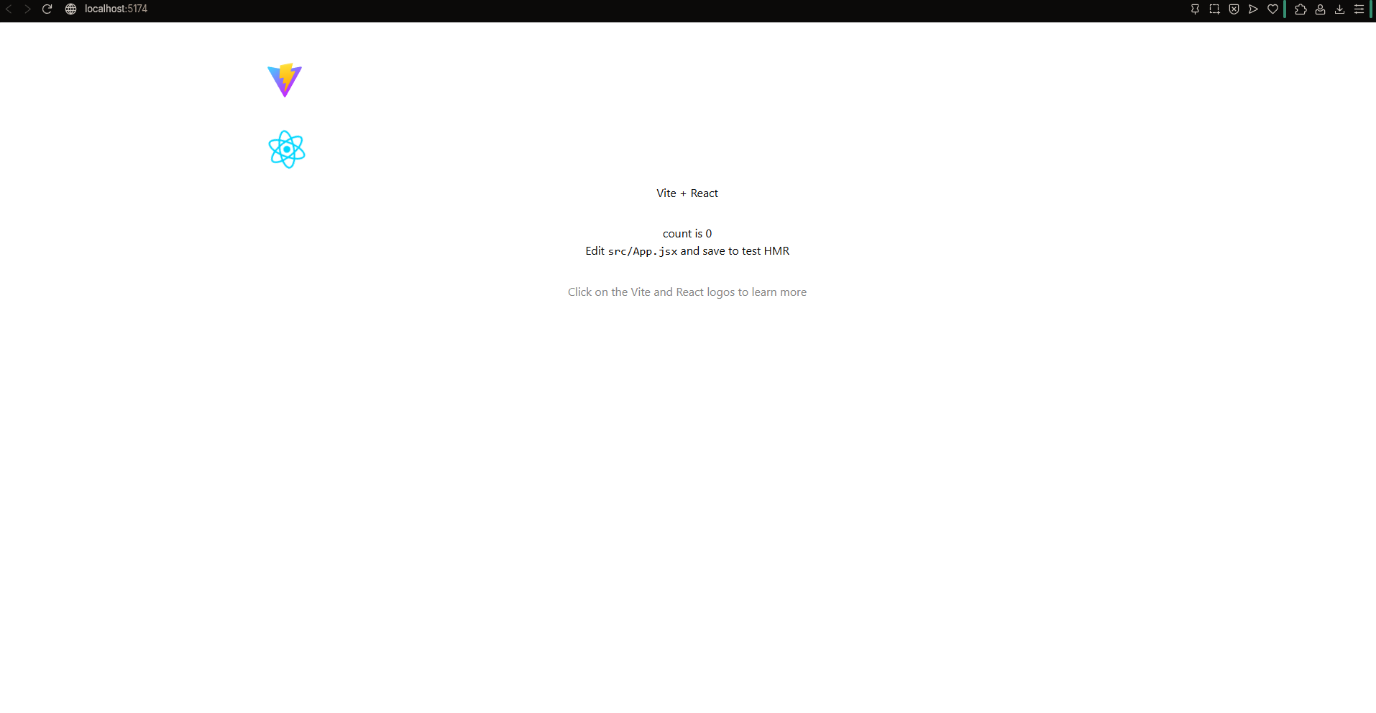 localhost:5174
Vite + React
count is 0
Edit src/App.jsx and save to test HMR
Click on the Vite and React logos to learn more